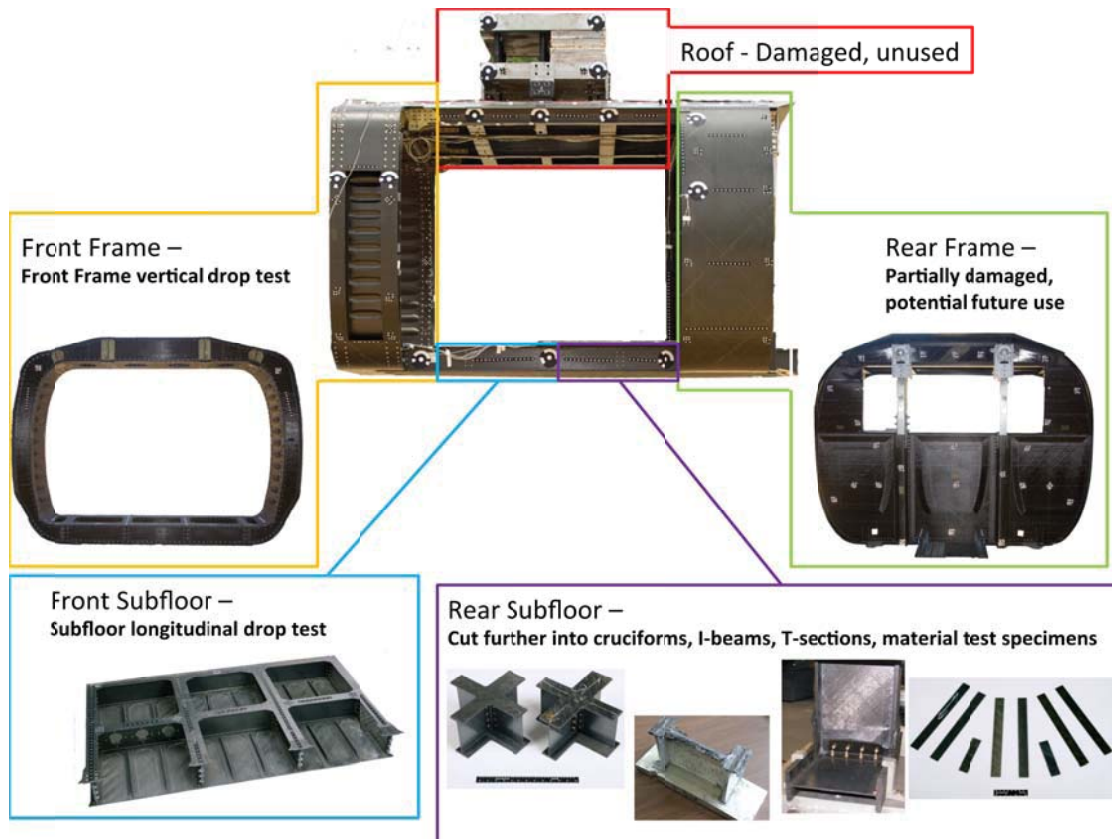 Roof - Damaged, unused
Front Frame –
Front Frame vertical drop test
Rear Frame –
Partially damaged,
potential future use
Front Subfloor –
Subfloor longitudinal drop test
Rear Subfloor –
Cut further into cruciforms, I-beams, T-sections, material test specimens